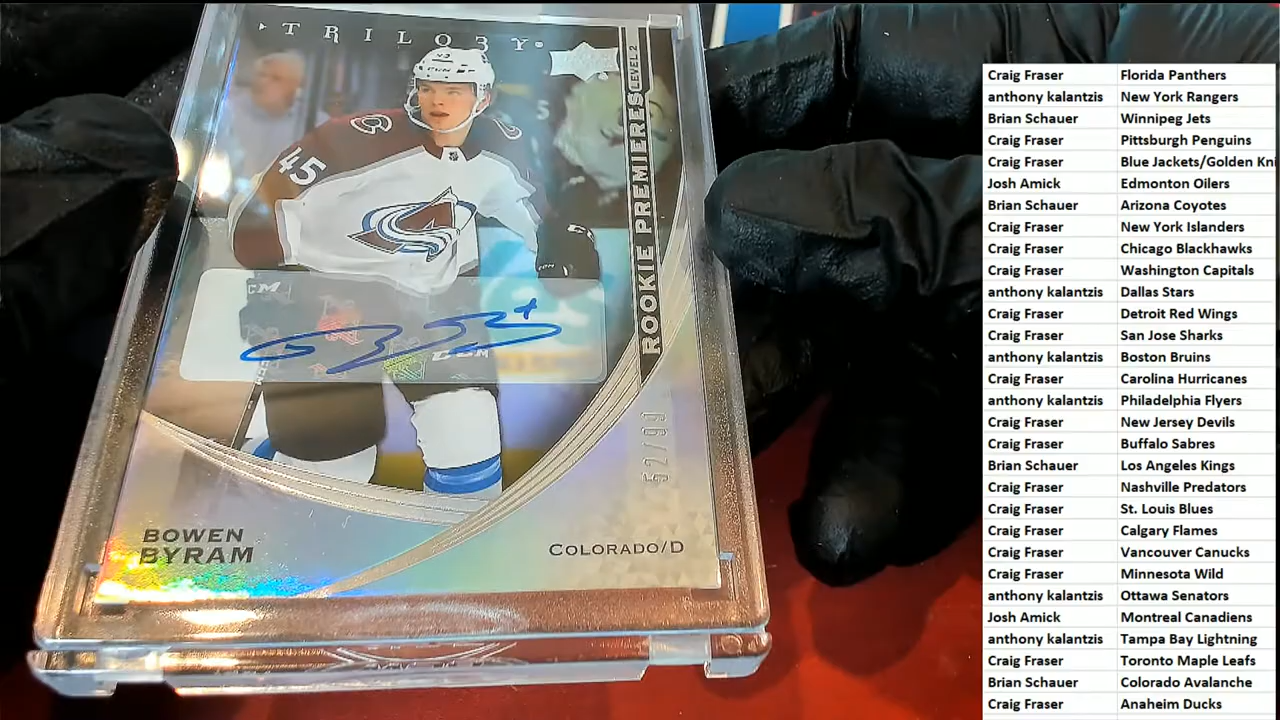 TRILOGY
45
ROOKIE PREMIERES LEVEL 2
CCM
CCM
52/99
BOWEN
BYRAM
COLORADO/D
Craig Fraser Florida Panthers
anthony kalantzis New York Rangers
Brian Schauer Winnipeg Jets
Craig Fraser Pittsburgh Penguins
Craig Fraser Blue Jackets/Golden Kn
Josh Amick Edmonton Oilers
Brian Schauer Arizona Coyotes
Craig Fraser New York Islanders
Craig Fraser Chicago Blackhawks
Craig Fraser Washington Capitals
anthony kalantzis Dallas Stars
Craig Fraser Detroit Red Wings
Craig Fraser San Jose Sharks
anthony kalantzis Boston Bruins
Craig Fraser Carolina Hurricanes
anthony kalantzis Philadelphia Flyers
Craig Fraser New Jersey Devils
Craig Fraser Buffalo Sabres
Brian Schauer Los Angeles Kings
Craig Fraser Nashville Predators
Craig Fraser St. Louis Blues
Craig Fraser Calgary Flames
Craig Fraser Vancouver Canucks
Craig Fraser Minnesota Wild
anthony kalantzis Ottawa Senators
Josh Amick Montreal Canadiens
anthony kalantzis Tampa Bay Lightning
Craig Fraser Toronto Maple Leafs
Brian Schauer Colorado Avalanche
Craig Fraser Anaheim Ducks